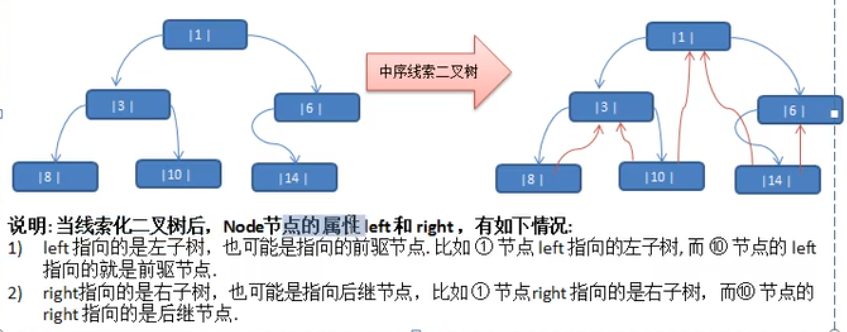 |1|
|3|
|6|
|8|
|10|
|14|
中序线索二叉树
|1|
|3|
|6|
|8|
|10|
|14|
说明: 当线索化二叉树后，Node节点的属性 left 和 right ，有如下情况:
1) left 指向的是左子树，也可能是指向的前驱节点. 比如 ① 节点 left 指向的左子树, 而 ⑩ 节点的 left
指向的就是前驱节点.
2) right指向的是右子树，也可能是指向后继节点，比如 ① 节点right 指向的是右子树，而⑩ 节点的
right 指向的是后继节点.